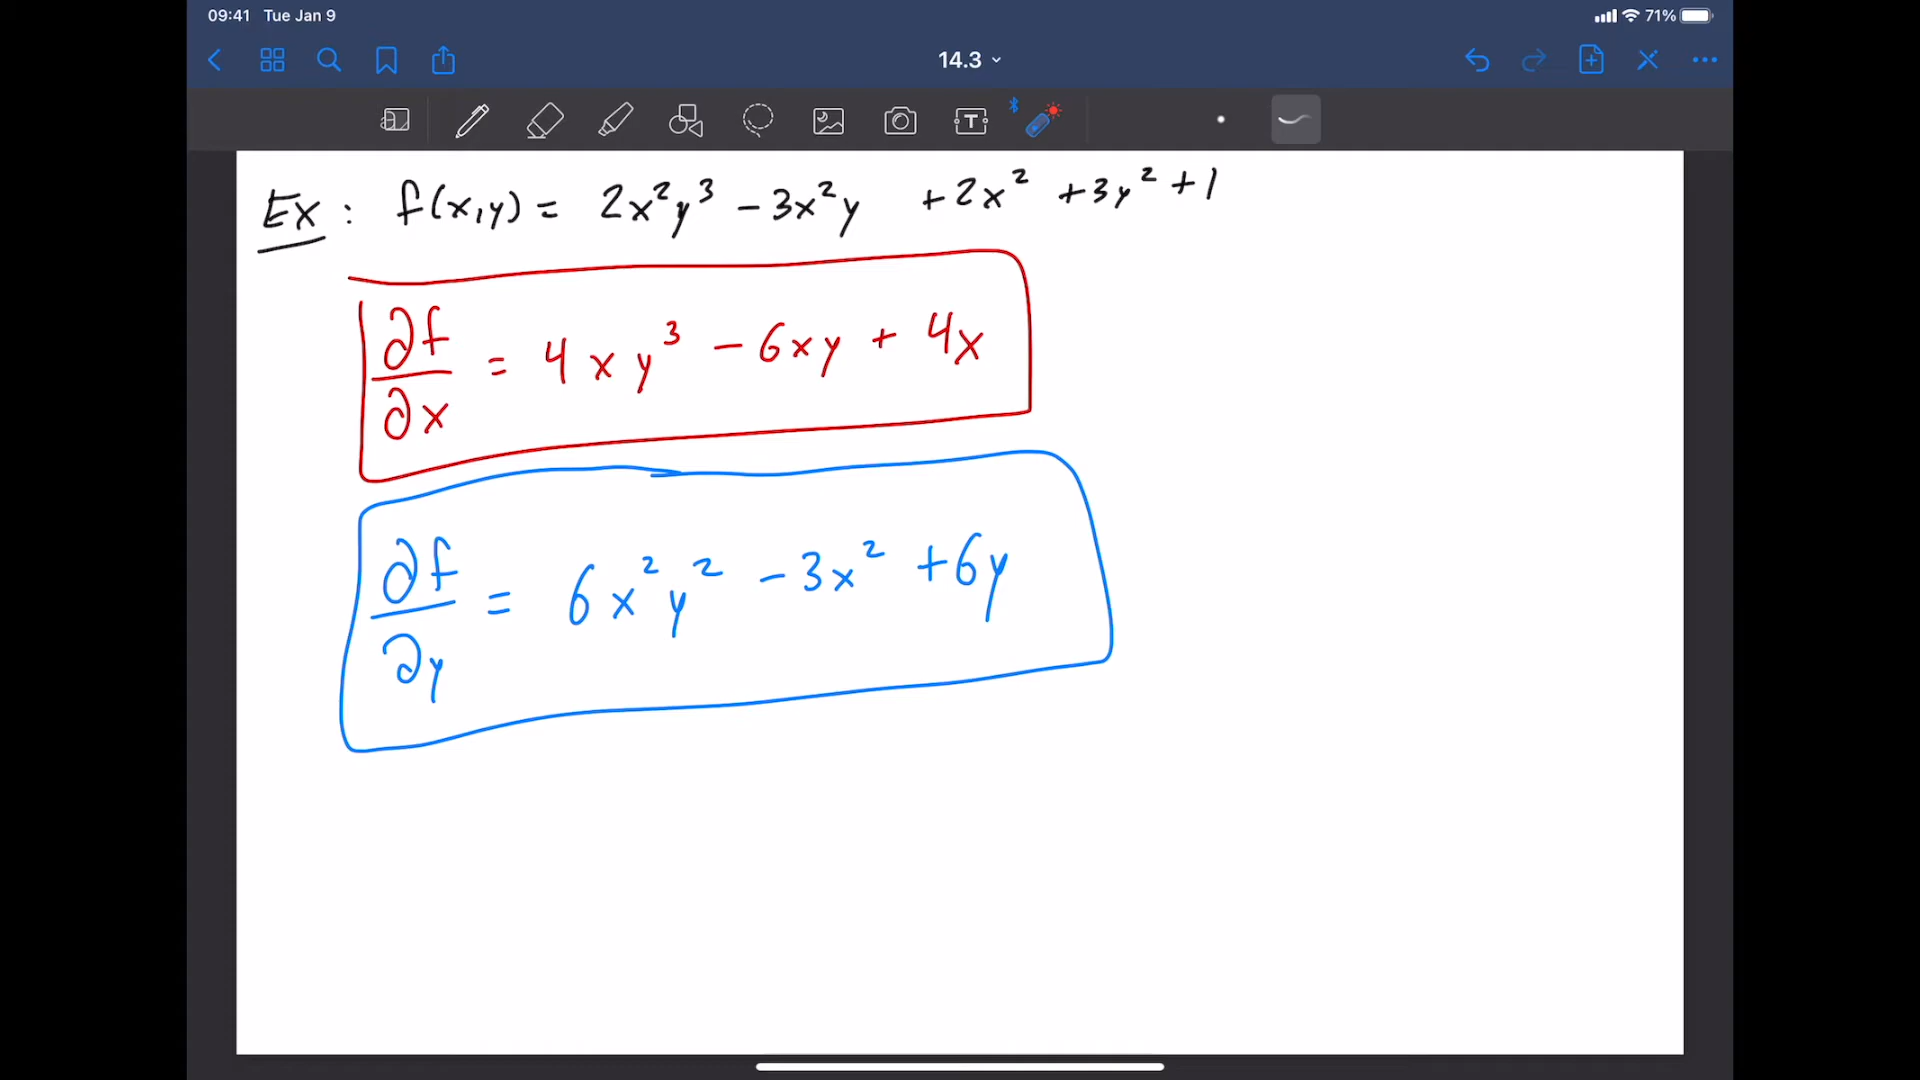 09:41 Tue Jan 9 71%
14.3
T
Ex : f(x,y) = 2x²y³ - 3x²y + 2x² + 3y² + 1
∂f/∂x = 4xy³ - 6xy + 4x
∂f/∂y = 6x²y² - 3x² + 6y